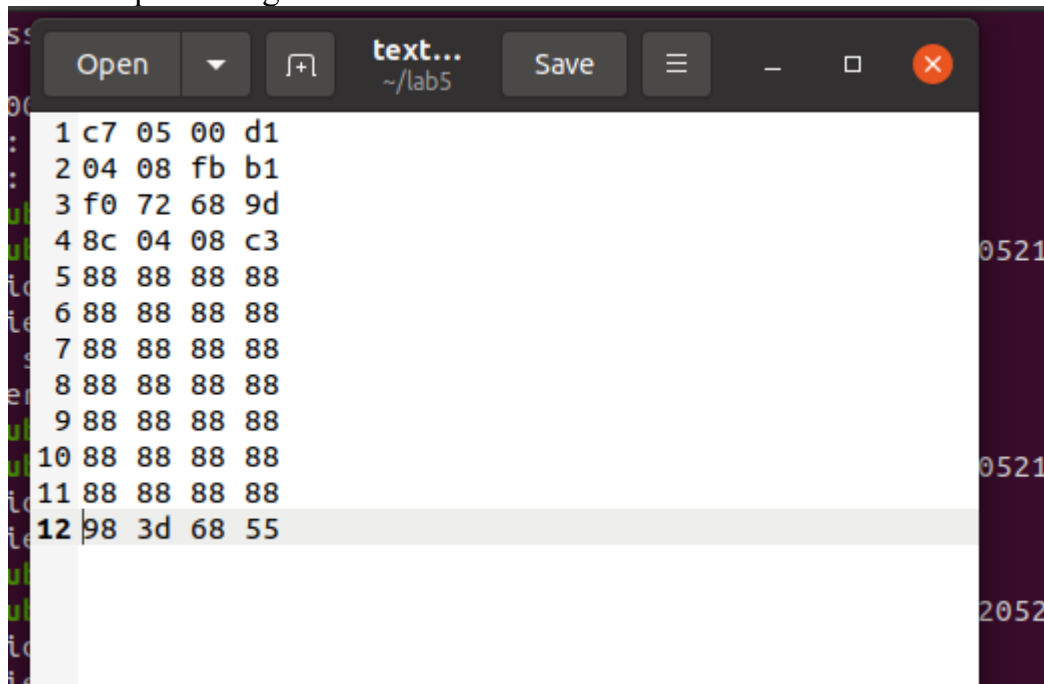 Open
text...
~/lab5
Save
1 c7 05 00 d1
2 04 08 fb b1
3 f0 72 68 9d
4 8c 04 08 c3
5 88 88 88 88
6 88 88 88 88
7 88 88 88 88
8 88 88 88 88
9 88 88 88 88
10 88 88 88 88
11 88 88 88 88
12 98 3d 68 55
0521
0521
2052